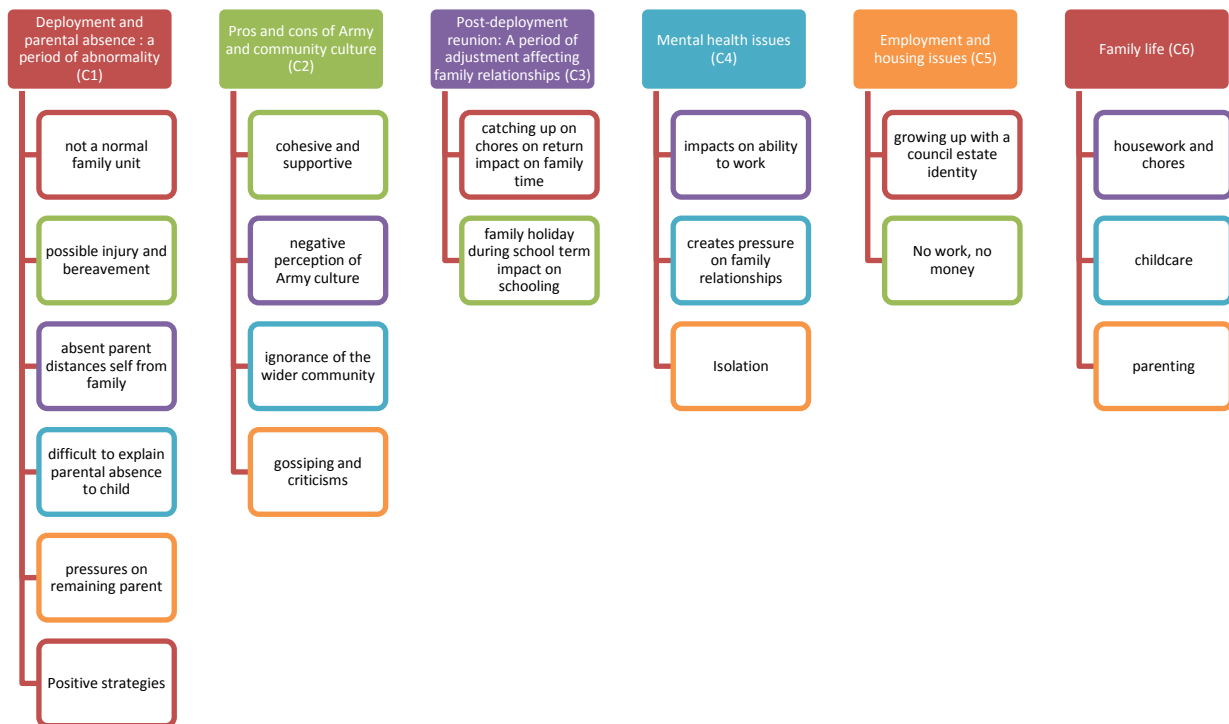 Deployment and
parental absence : a
period of abnormality
(C1)
not a normal
family unit
possible injury and
bereavement
absent parent
distances self from
family
difficult to explain
parental absence
to child
pressures on
remaining parent
Positive strategies
Pros and cons of Army
and community culture
(C2)
cohesive and
supportive
negative
perception of
Army culture
ignorance of the
wider community
gossiping and
criticisms
Post-deployment
reunion: A period of
adjustment affecting
family relationships (C3)
catching up on
chores on return
impact on family
time
family holiday
during school term
impact on
schooling
Mental health issues
(C4)
impacts on ability
to work
creates pressure
on family
relationships
Isolation
Employment and
housing issues (C5)
growing up with a
council estate
identity
No work, no
money
Family life (C6)
housework and
chores
childcare
parenting